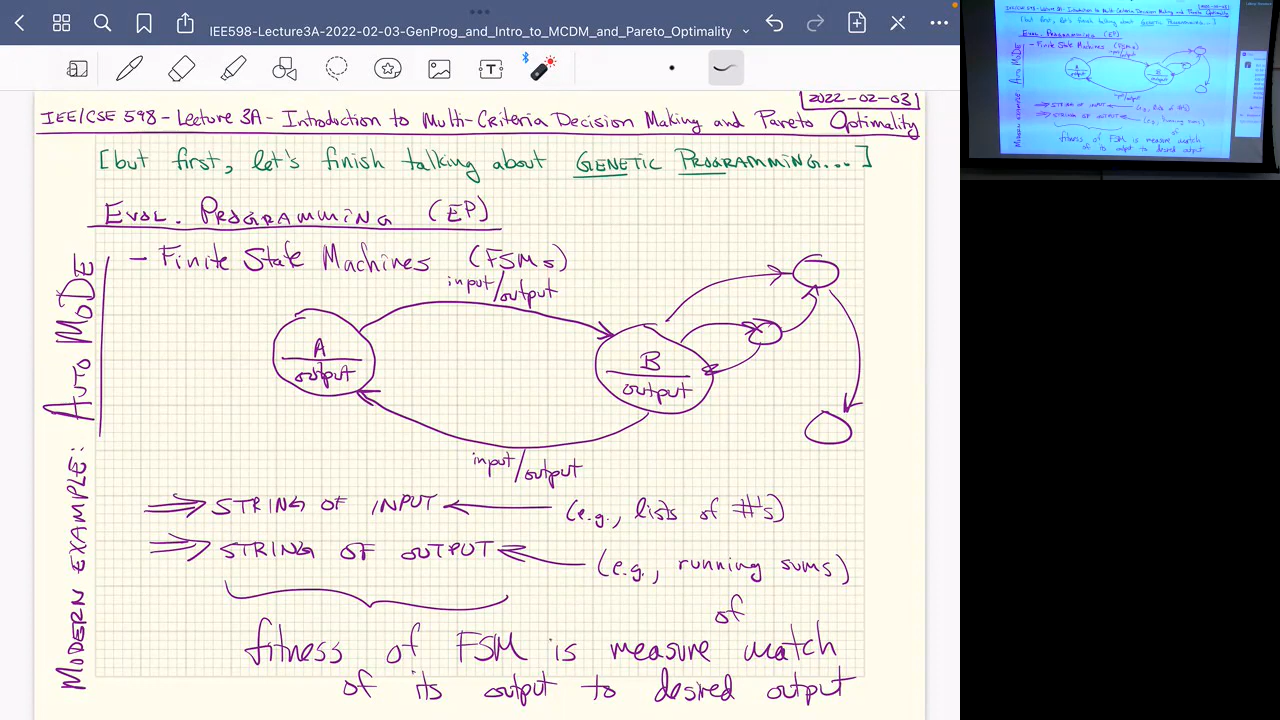 IEE598-Lecture3A-2022-02-03-GenProg_and_Intro_to_MCDM_and_Pareto_Optimality
2022-02-03
IEE/CSE 598 - Lecture 3A - Introduction to Multi-Criteria Decision Making and Pareto Optimality
[but first, let's finish talking about GENETIC PROGRAMMING...]
EVOL. PROGRAMMING (EP)
- Finite State Machines (FSMs)
input/output
A
output
B
output
input/output
MODERN EXAMPLE: AUTO MODE
⇒ STRING OF INPUT ← (e.g., lists of #'s)
⇒ STRING OF OUTPUT ← (e.g., running sums)
of
fitness of FSM is measure match
of its output to desired output